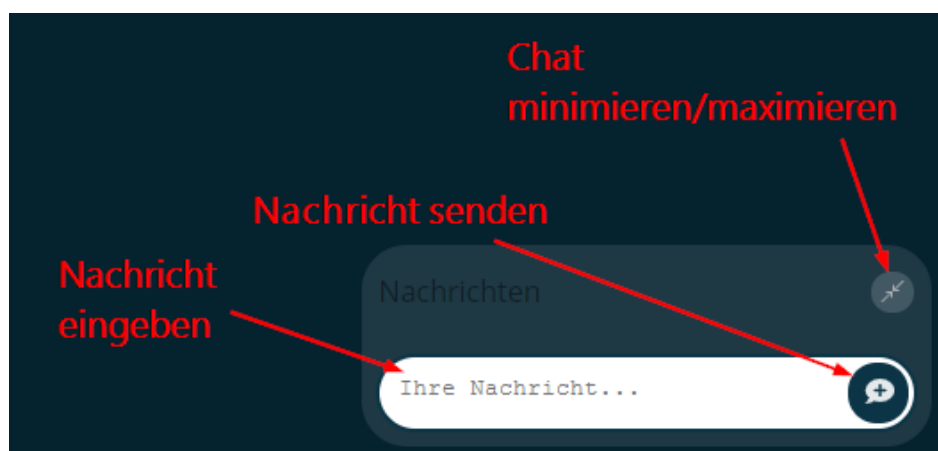 Chat
minimieren/maximieren
Nachricht senden
Nachricht
eingeben
Nachrichten
Ihre Nachricht...